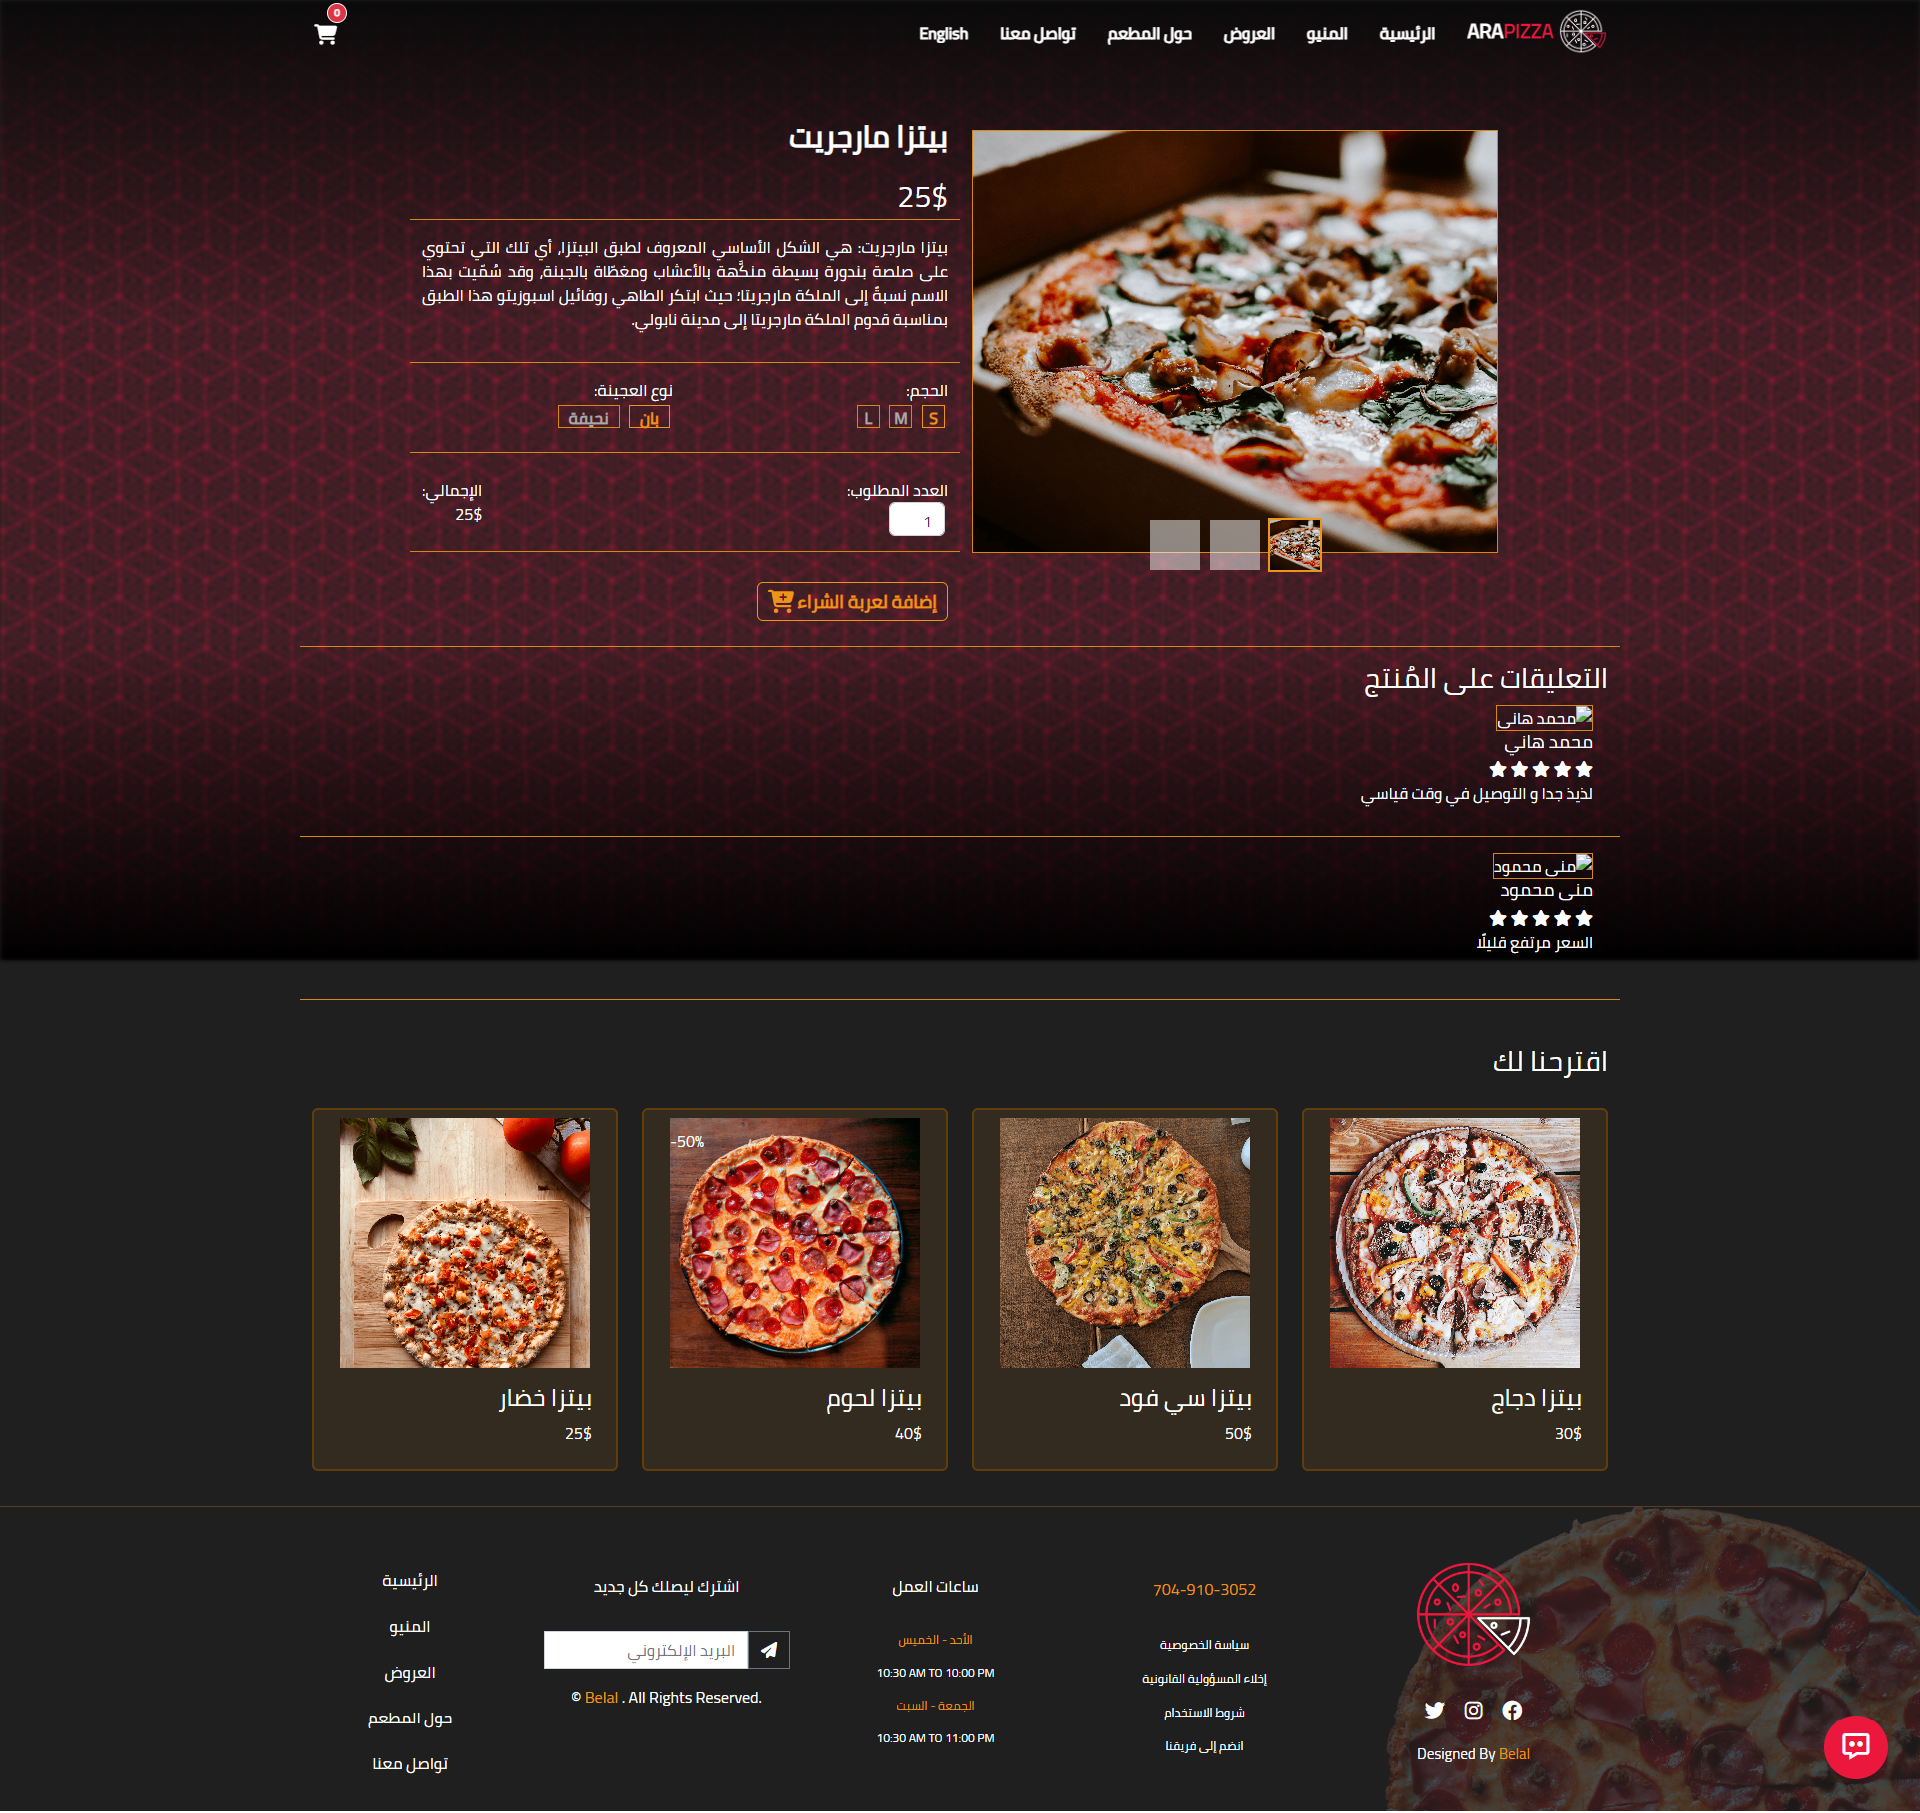 ARAPIZZA
الرئيسية
المنيو
العروض
حول المطعم
تواصل معنا
English
0
بيتزا مارجريت
25$
بيتزا مارجريت: هي الشكل الأساسي المعروف لطبق البيتزا, أي تلك التي تحتوي
على صلصة بندورة بسيطة منكَّهة بالأعشاب ومغطّاة بالجبنة, وقد سُمّيت بهذا
الاسم نسبةً إلى الملكة مارجريتا؛ حيث ابتكر الطاهي روفائيل اسبوزيتو هذا الطبق
بمناسبة قدوم الملكة مارجريتا إلى مدينة نابولي.
الحجم:
S M L
نوع العجينة:
بان نحيفة
العدد المطلوب:
1
الإجمالي:
25$
إضافة لعربة الشراء
التعليقات على المُنتج
محمد هاني
محمد هاني
لذيذ جدا و التوصيل في وقت قياسي
منى محمود
منى محمود
السعر مرتفع قليلًا
اقترحنا لك
بيتزا دجاج
30$
بيتزا سي فود
50$
-50%
بيتزا لحوم
40$
بيتزا خضار
25$
Designed By Belal
704-910-3052
سياسة الخصوصية
إخلاء المسؤولية القانونية
شروط الاستخدام
انضم إلى فريقنا
ساعات العمل
الأحد - الخميس
10:30 AM TO 10:00 PM
الجمعة - السبت
10:30 AM TO 11:00 PM
اشترك ليصلك كل جديد
البريد الإلكتروني
© Belal . All Rights Reserved.
الرئيسية
المنيو
العروض
حول المطعم
تواصل معنا